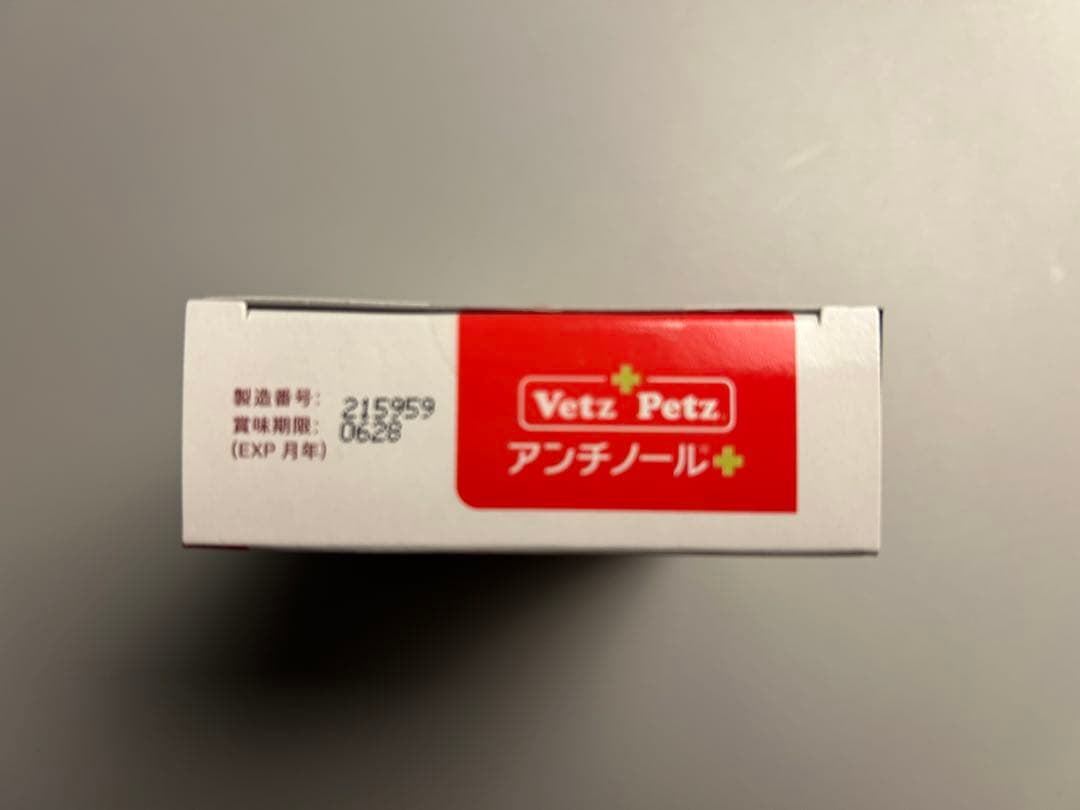 製造番号: 215959
賞味期限: 0628
(EXP 月年)
Vetz Petz
アンチノール